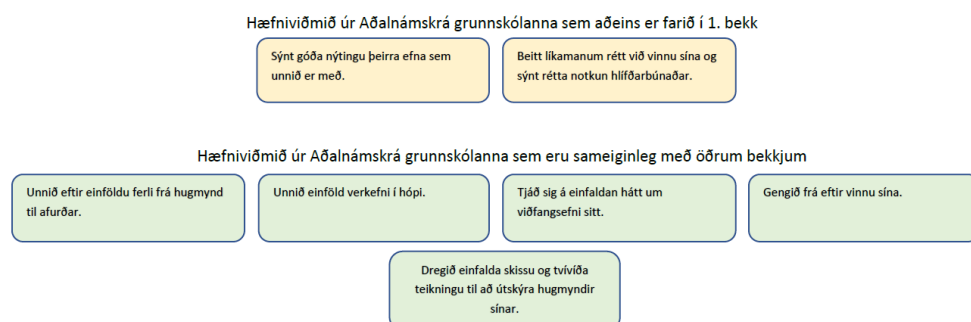 Hæfniviðmið úr Aðalnámskrá grunnskólanna sem aðeins er farið í 1. bekk
Sýnt góða nýtingu þeirra efna sem
unnið er með.
Beitt líkamanum rétt við vinnu sína og
sýnt rétta notkun hlífðarbúnaðar.
Hæfniviðmið úr Aðalnámskrá grunnskólanna sem eru sameiginleg með öðrum bekkjum
Unnið eftir einföldu ferli frá hugmynd
til afurðar.
Unnið einföld verkefni í hópi.
Tjáð sig á einfaldan hátt um
viðfangsefni sitt.
Gengið frá eftir vinnu sína.
Dregið einfalda skissu og tvívíða
teikningu til að útskýra hugmyndir
sínar.